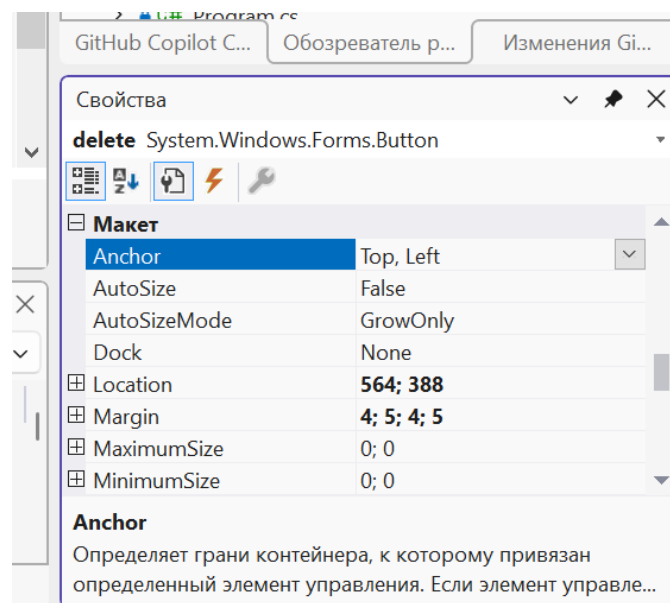 C# Program.cs
GitHub Copilot C... Обозреватель р... Изменения Gi...
Свойства
delete System.Windows.Forms.Button
Макет
Anchor Top, Left
AutoSize False
AutoSizeMode GrowOnly
Dock None
Location 564; 388
Margin 4; 5; 4; 5
MaximumSize 0; 0
MinimumSize 0; 0
Anchor
Определяет грани контейнера, к которому привязан
определенный элемент управления. Если элемент управле...